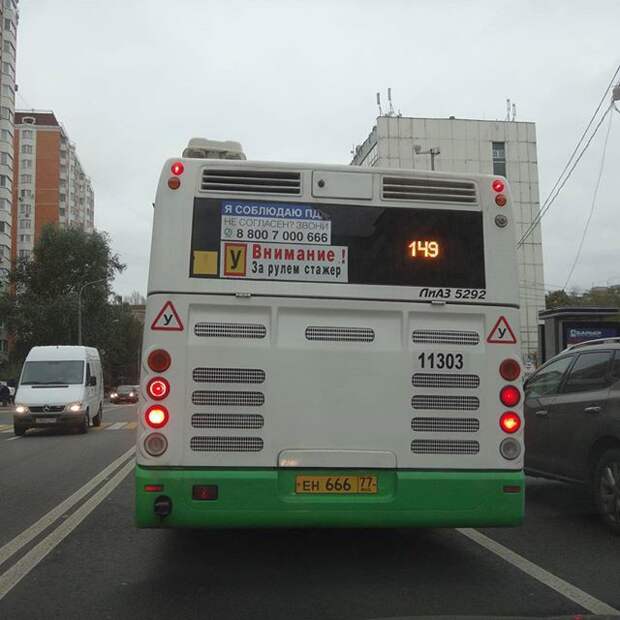 Я СОБЛЮДАЮ ПД
НЕ СОГЛАСЕН? ЗВОНИ
8 800 7 000 666
У Внимание !
За рулем стажер
149
ЛиАЗ 5292
У
У
11303
ЕН 666 77